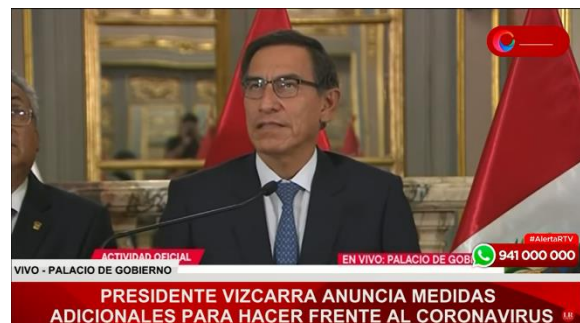 #AlertaRTV
941 000 000
ACTIVIDAD OFICIAL
EN VIVO: PALACIO DE GOB
VIVO - PALACIO DE GOBIERNO
PRESIDENTE VIZCARRA ANUNCIA MEDIDAS
ADICIONALES PARA HACER FRENTE AL CORONAVIRUS
LR